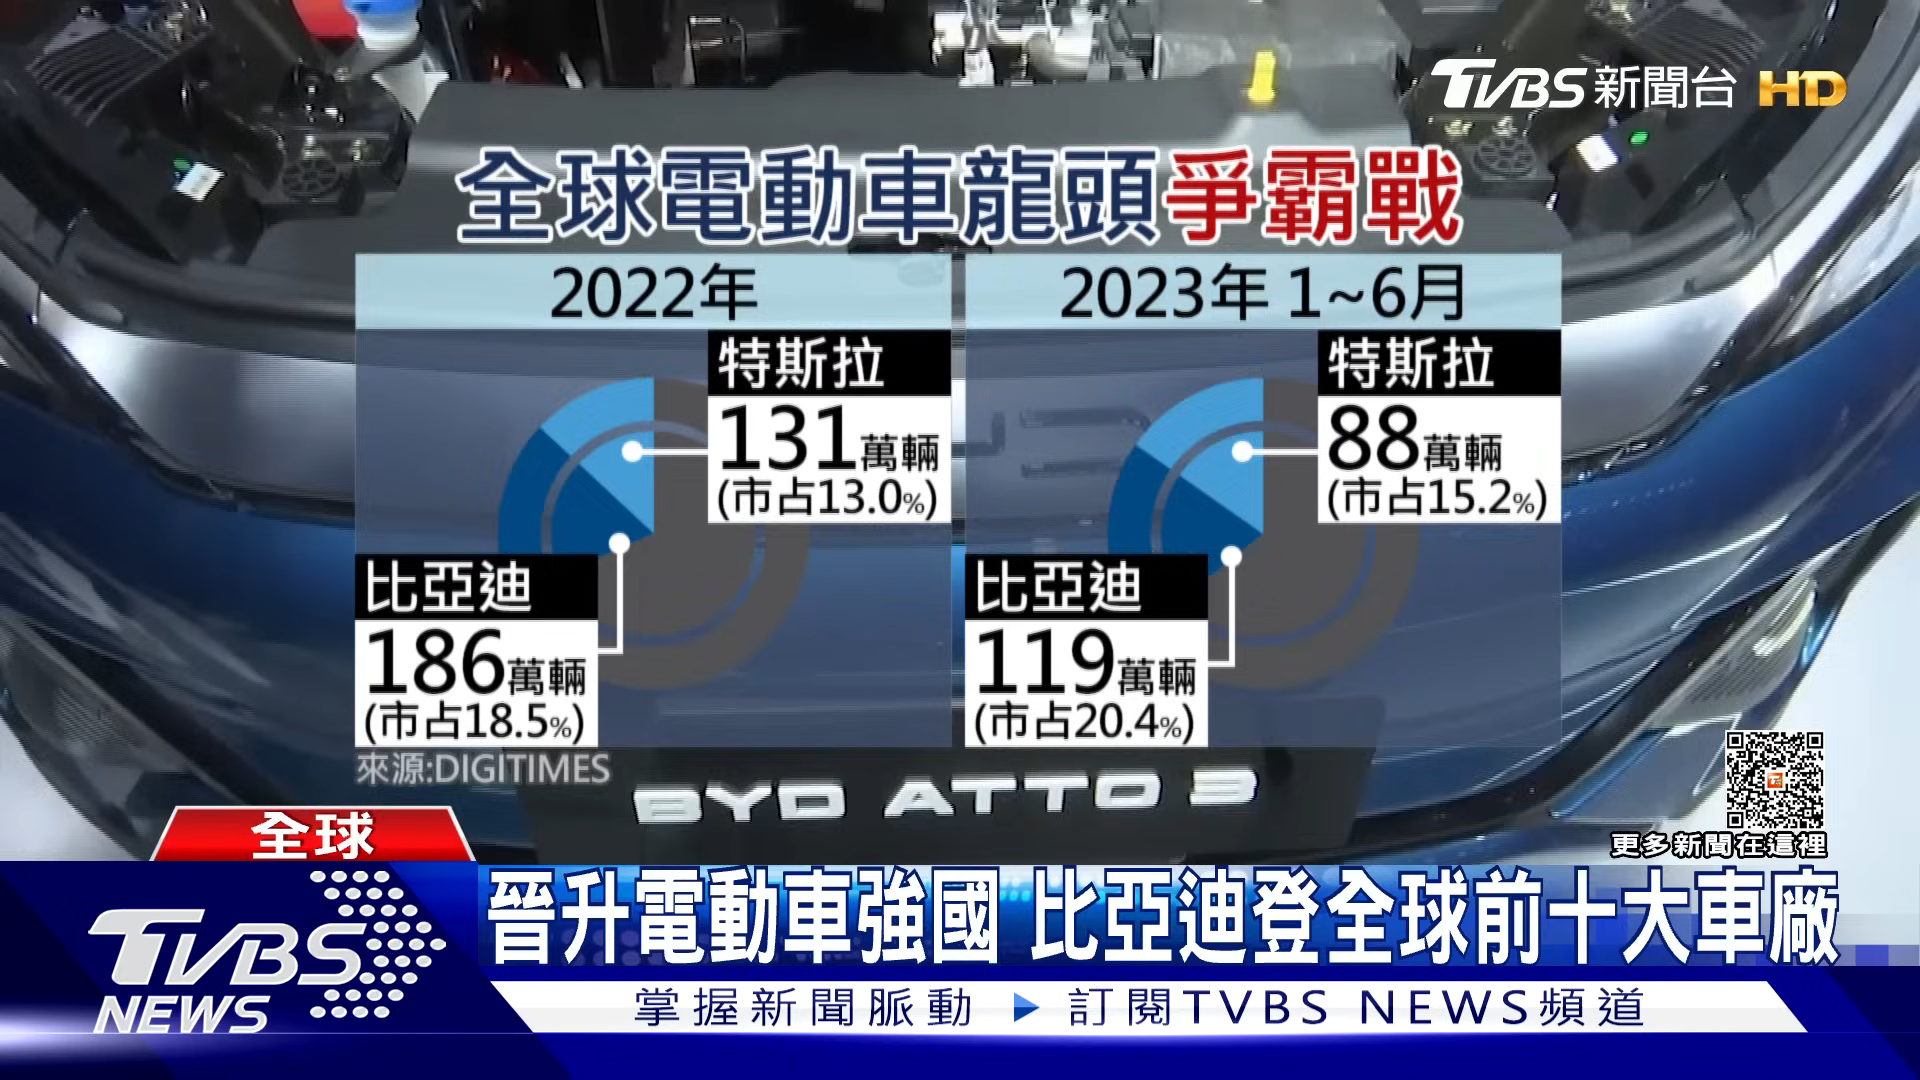 TVBS新聞台 HD
全球電動車龍頭爭霸戰
2022年
特斯拉
131萬輛
(市占13.0%)
比亞迪
186萬輛
(市占18.5%)
2023年 1~6月
特斯拉
88萬輛
(市占15.2%)
比亞迪
119萬輛
(市占20.4%)
來源:DIGITIMES
BYD ATTO 3
更多新聞在這裡
全球
TVBS
NEWS
晉升電動車強國 比亞迪登全球前十大車廠
掌握新聞脈動 ▶ 訂閱TVBS NEWS頻道